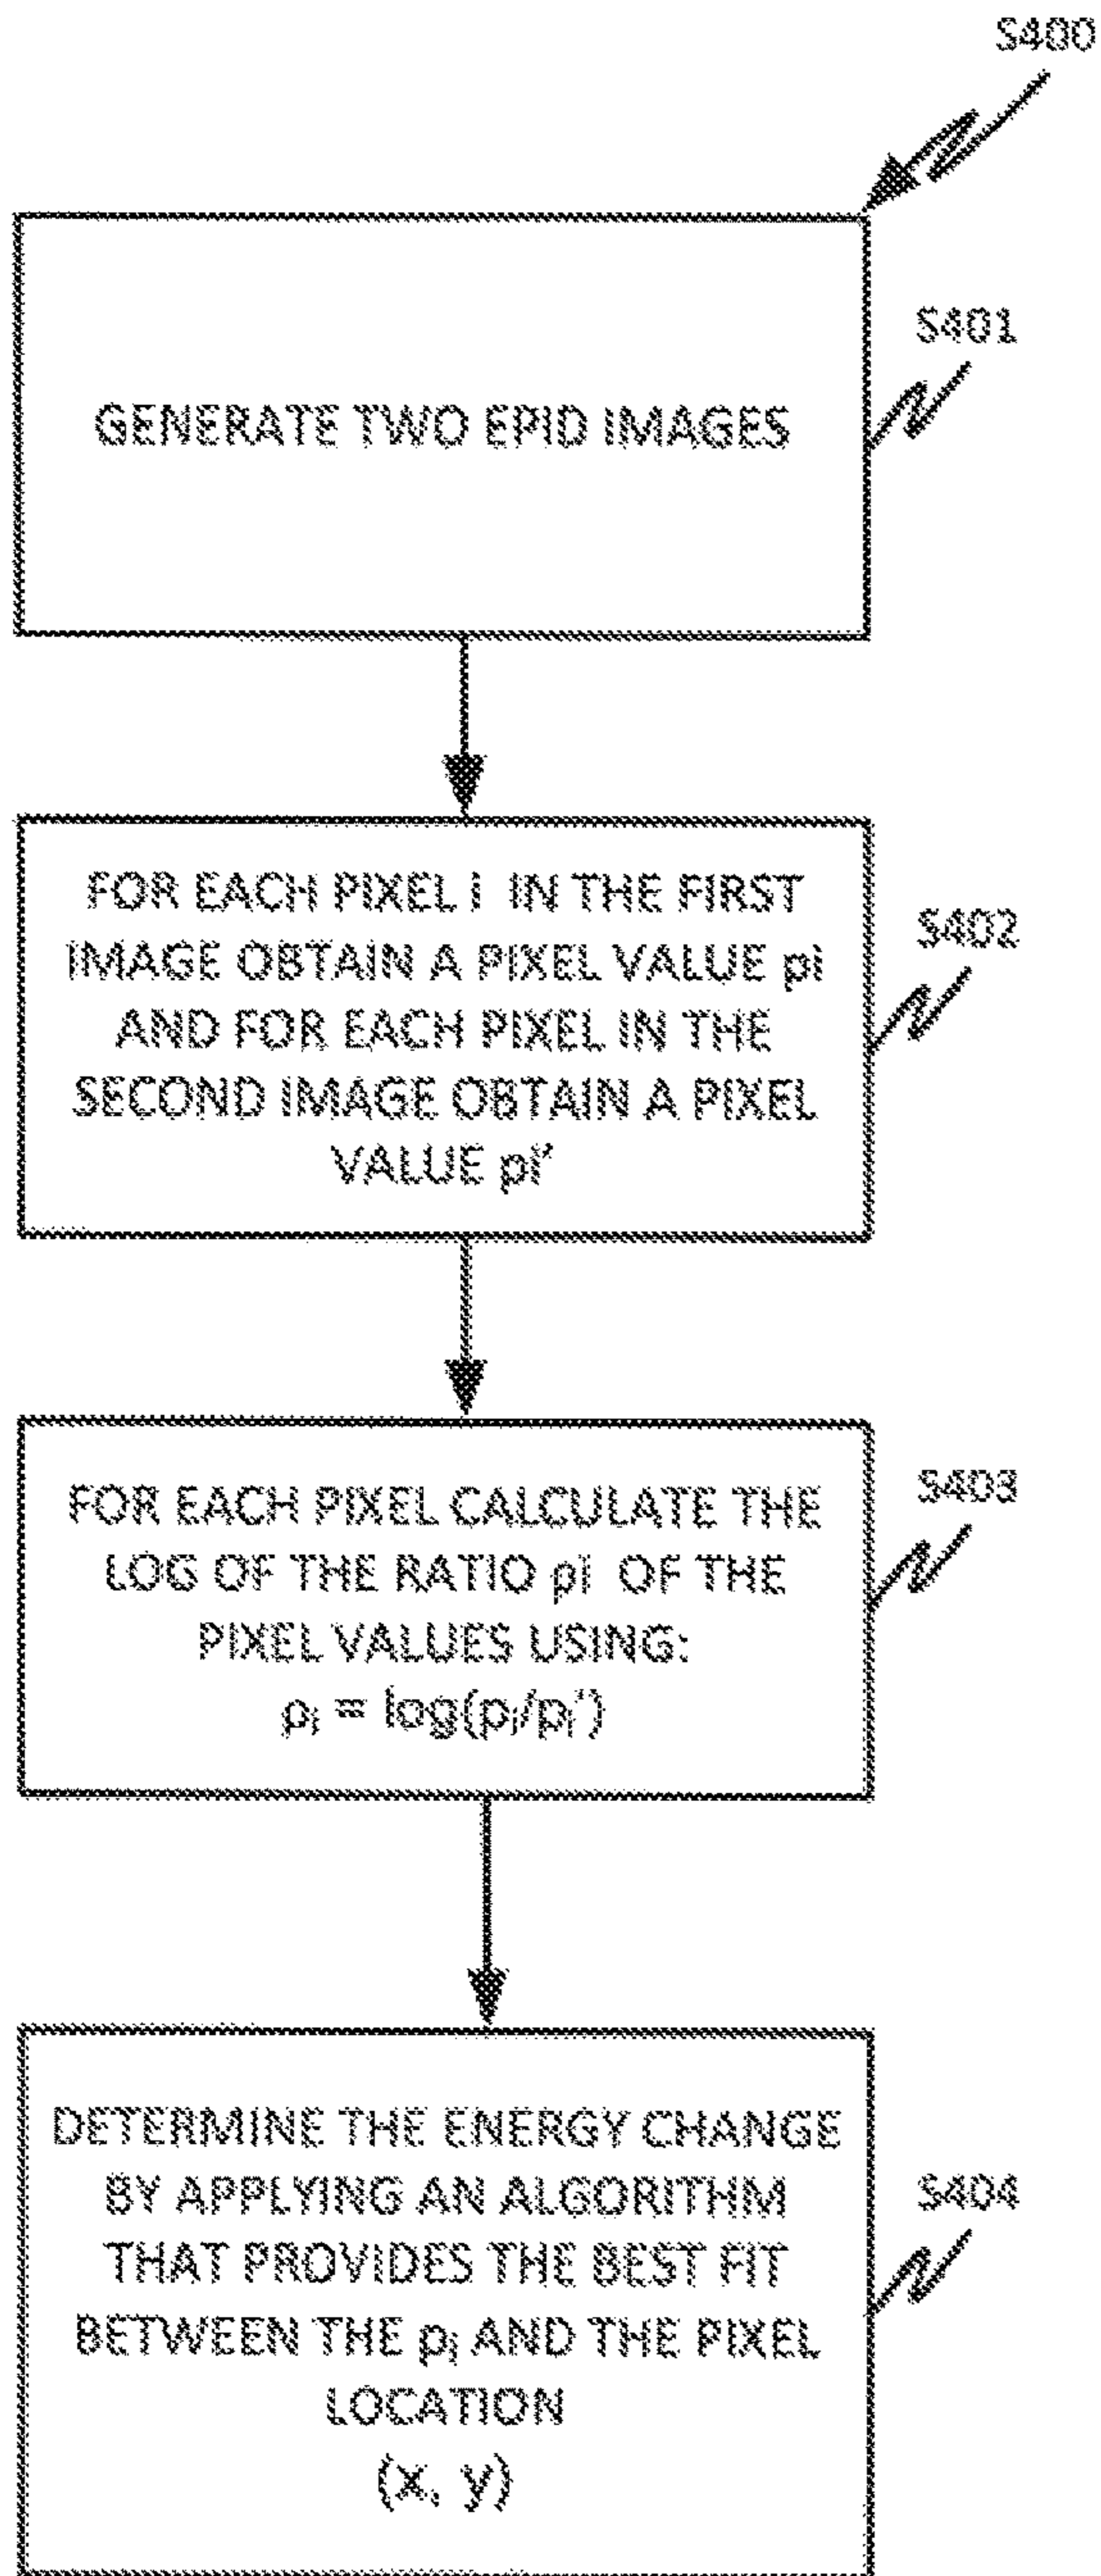 S400
GENERATE TWO EPID IMAGES
S401
FOR EACH PIXEL i IN THE FIRST
IMAGE OBTAIN A PIXEL VALUE pi
AND FOR EACH PIXEL IN THE
SECOND IMAGE OBTAIN A PIXEL
VALUE pi'
S402
FOR EACH PIXEL CALCULATE THE
LOG OF THE RATIO ρi OF THE
PIXEL VALUES USING:
ρᵢ = log(pᵢ/pᵢ')
S403
DETERMINE THE ENERGY CHANGE
BY APPLYING AN ALGORITHM
THAT PROVIDES THE BEST FIT
BETWEEN THE ρᵢ AND THE PIXEL
LOCATION
(x, y)
S404